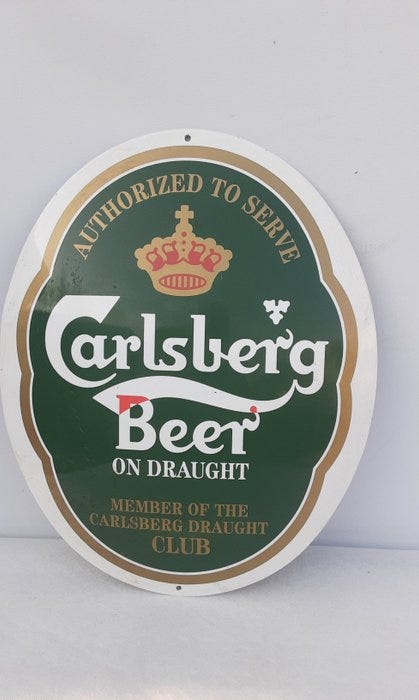 AUTHORIZED TO SERVE
Carlsberg
Beer
ON DRAUGHT
MEMBER OF THE
CARLSBERG DRAUGHT
CLUB